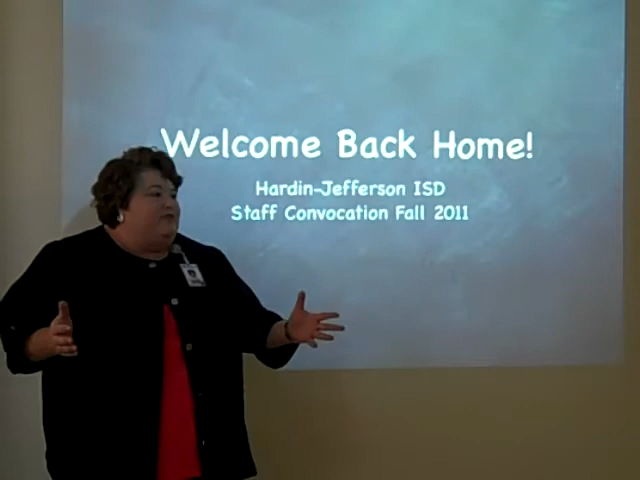 Welcome Back Home!
Hardin-Jefferson ISD
Staff Convocation Fall 2011